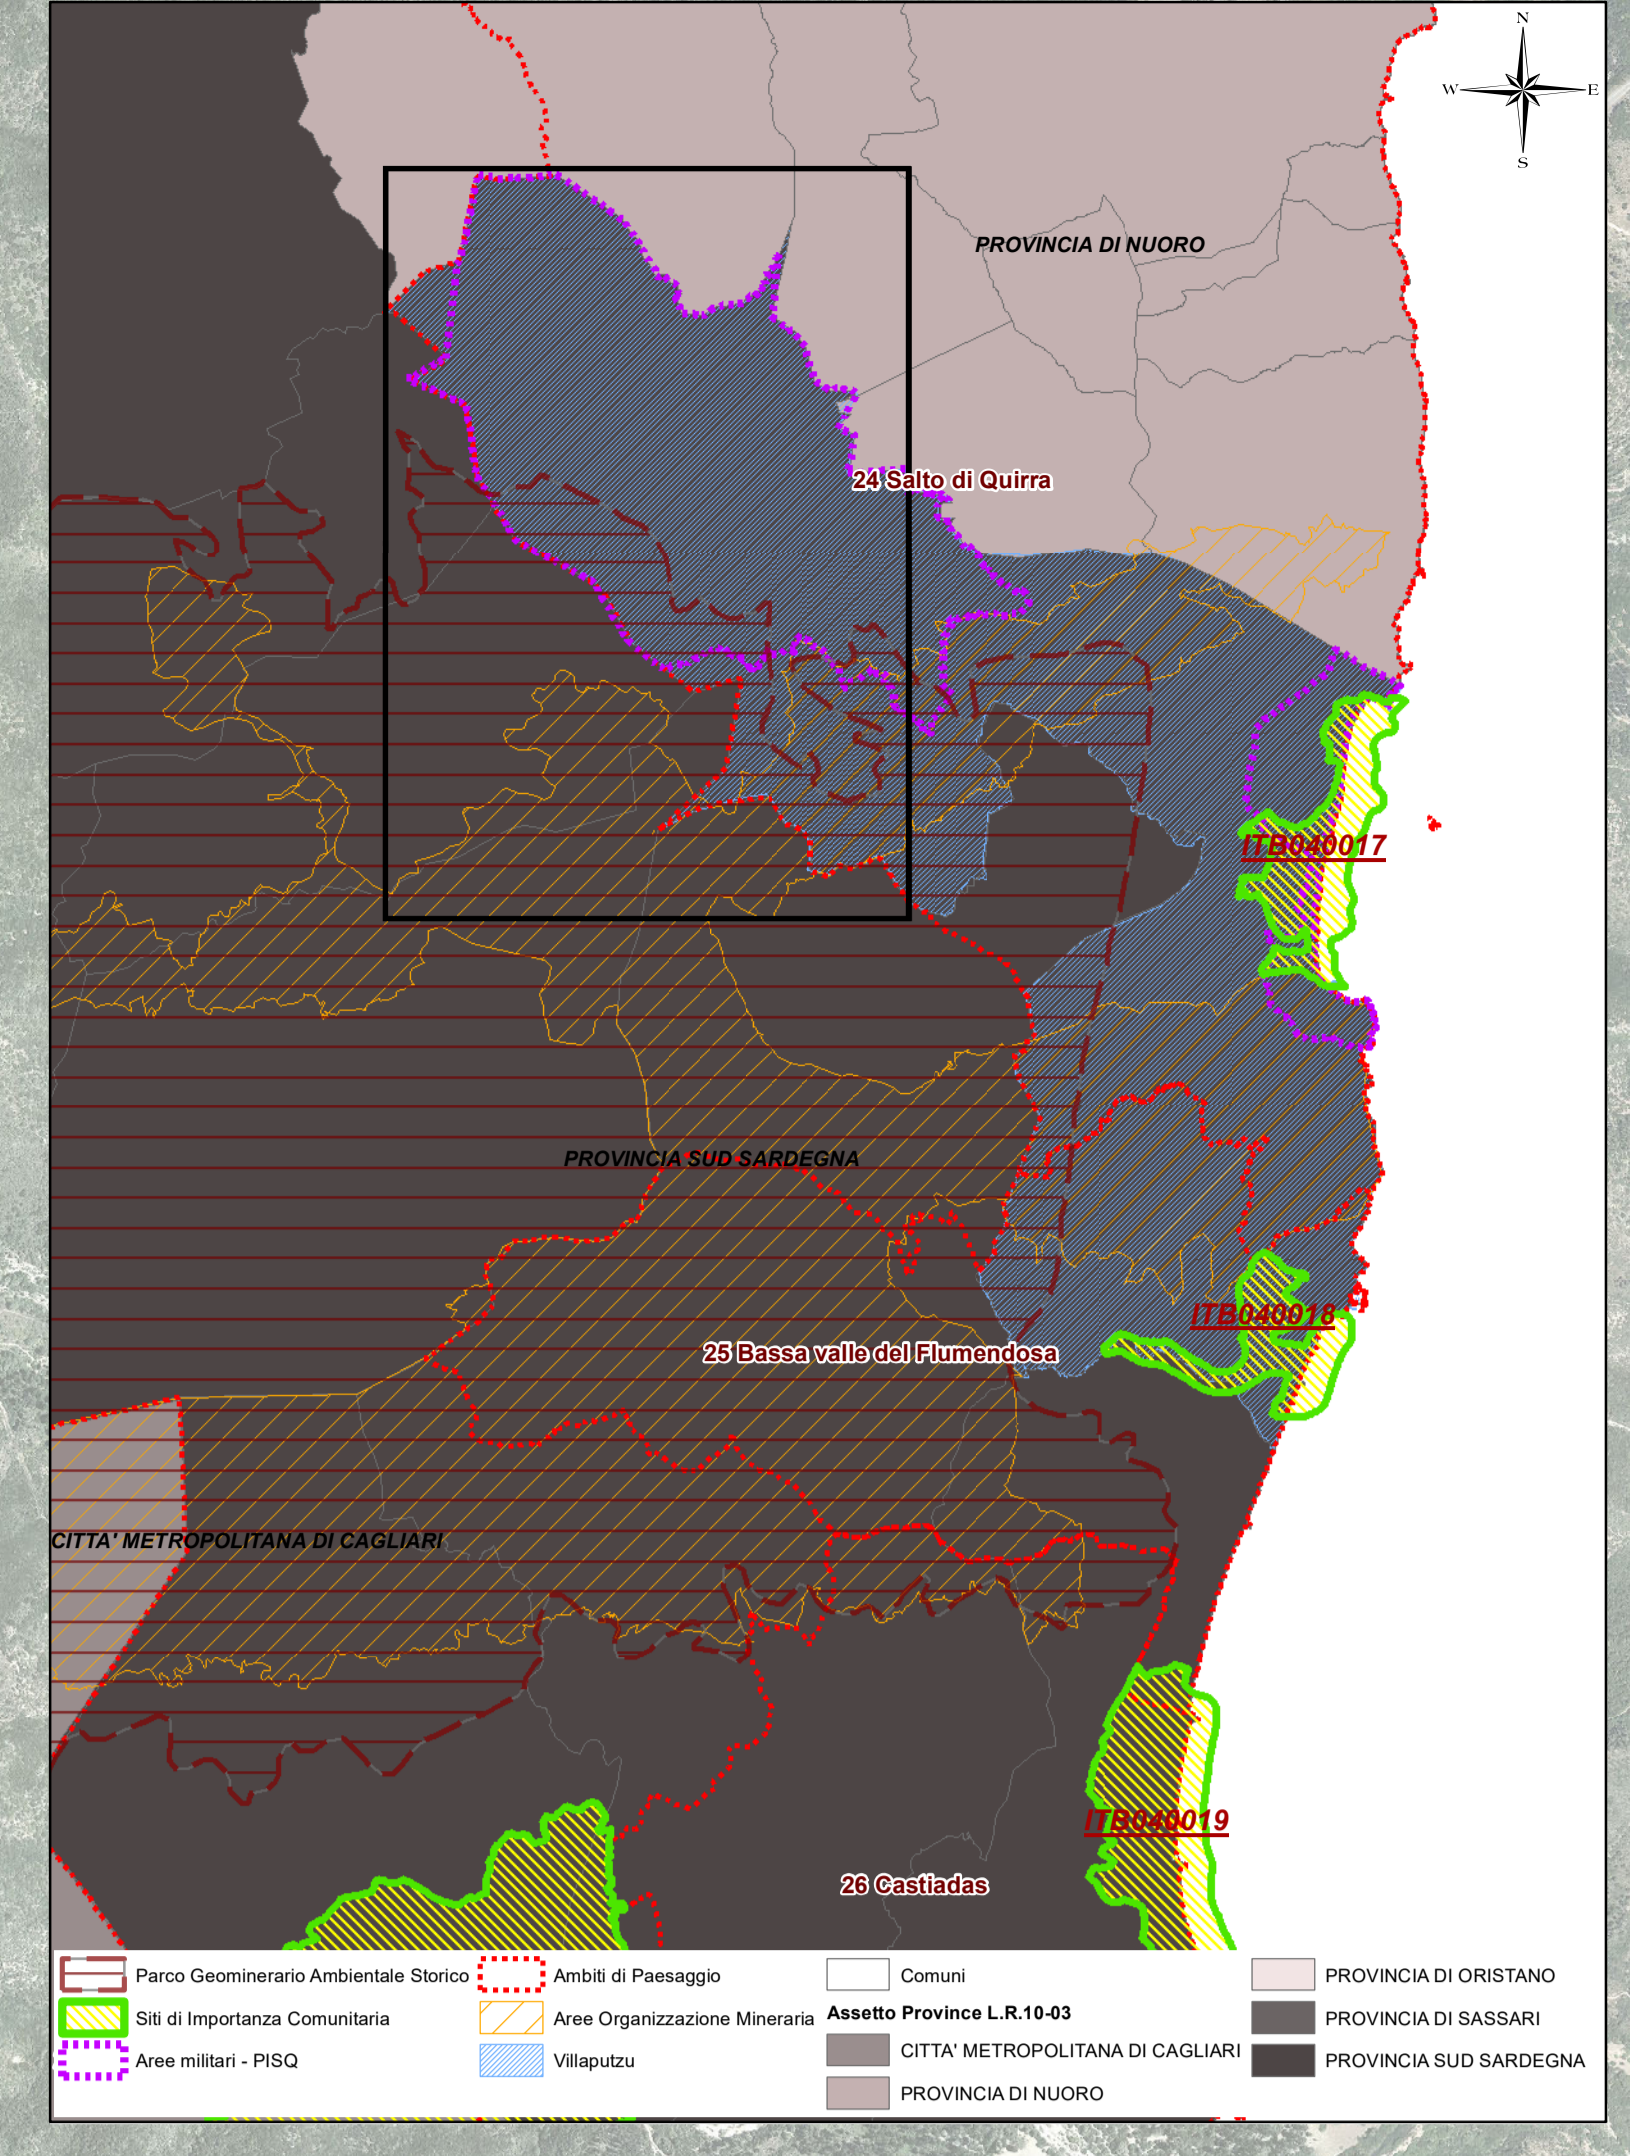 N
W E
S
PROVINCIA DI NUORO
24 Salto di Quirra
ITB040017
PROVINCIA SUD SARDEGNA
ITB040018
25 Bassa valle del Flumendosa
CITTA' METROPOLITANA DI CAGLIARI
ITB040019
26 Castiadas
Parco Geominerario Ambientale Storico
Siti di Importanza Comunitaria
Aree militari - PISQ
Ambiti di Paesaggio
Aree Organizzazione Mineraria
Villaputzu
Comuni
Assetto Province L.R.10-03
CITTA' METROPOLITANA DI CAGLIARI
PROVINCIA DI NUORO
PROVINCIA DI ORISTANO
PROVINCIA DI SASSARI
PROVINCIA SUD SARDEGNA